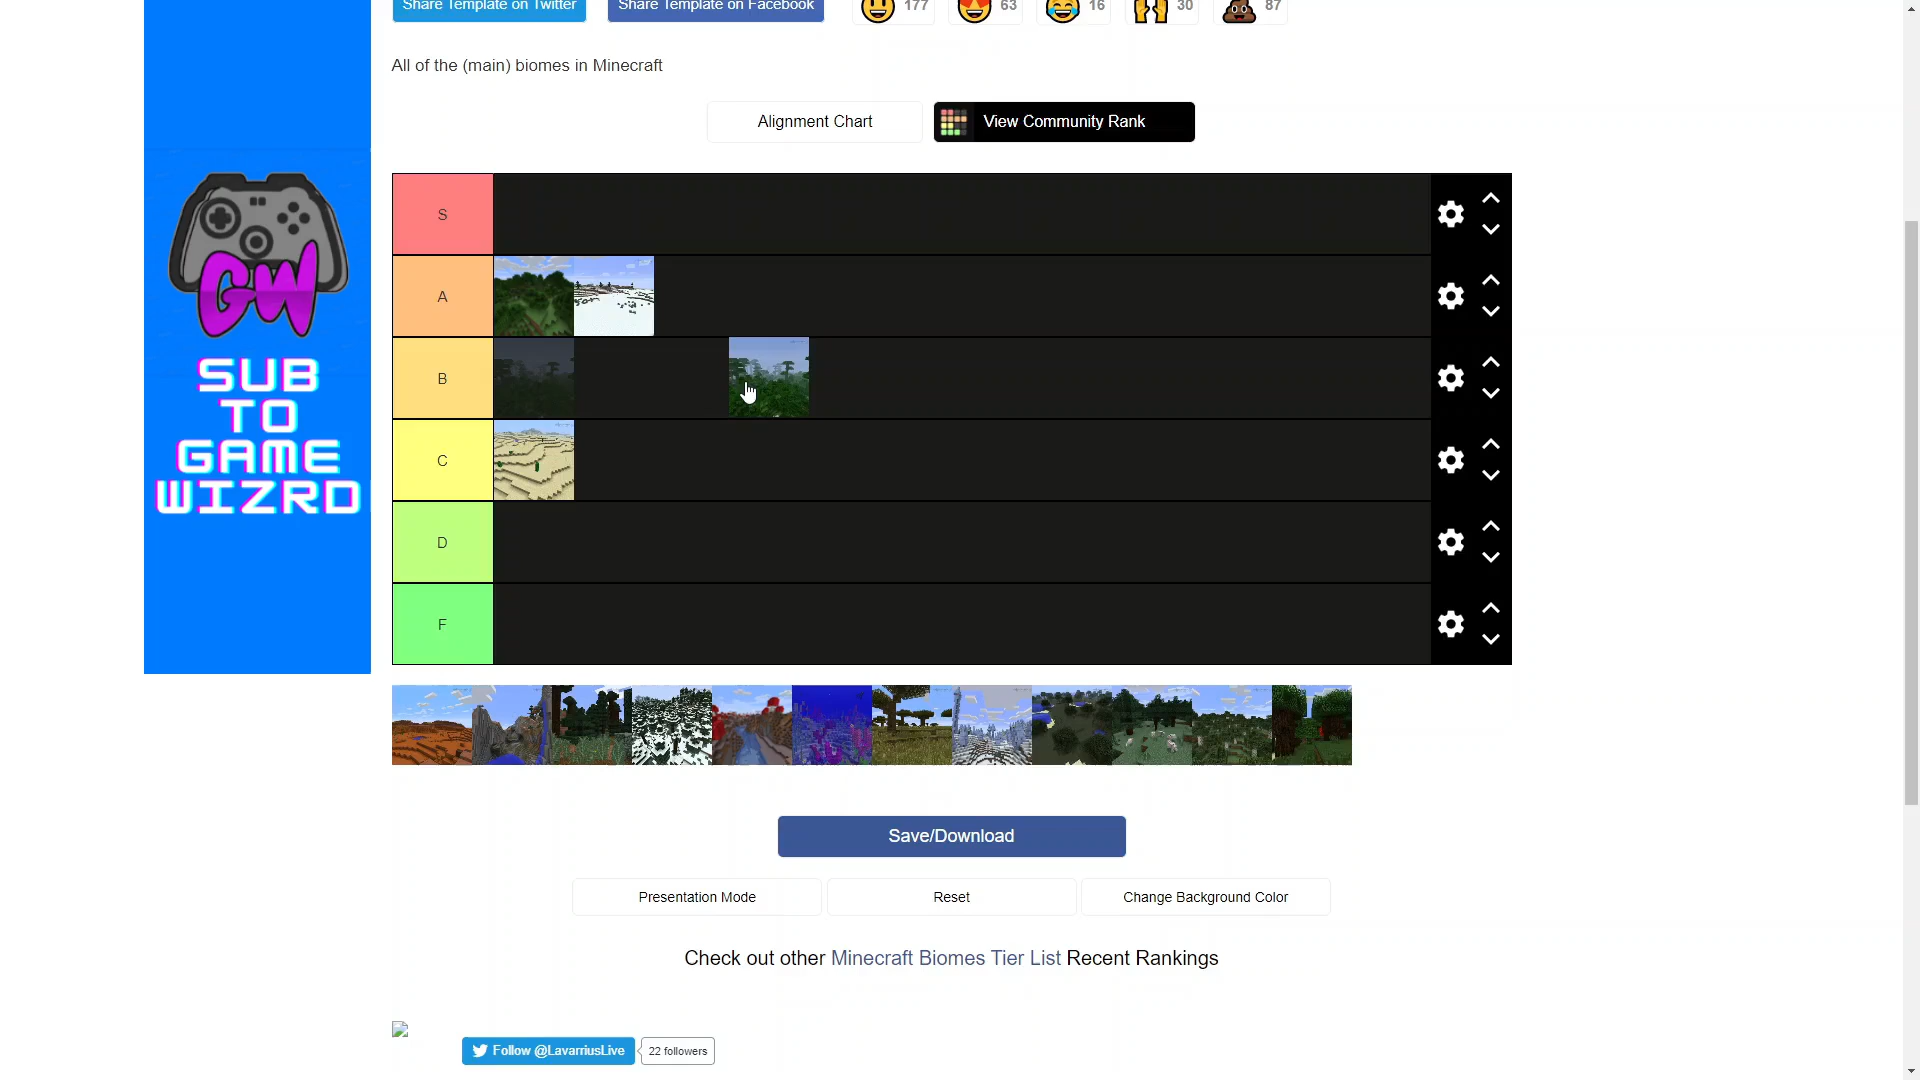 Share Template on Twitter
Share Template on Facebook
177
63
16
30
87
All of the (main) biomes in Minecraft
Alignment Chart
View Community Rank
S
A
B
C
D
F
GW
SUB
TO
GAME
WIZRD
Save/Download
Presentation Mode
Reset
Change Background Color
Check out other Minecraft Biomes Tier List Recent Rankings
Follow @LavarriusLive
22 followers